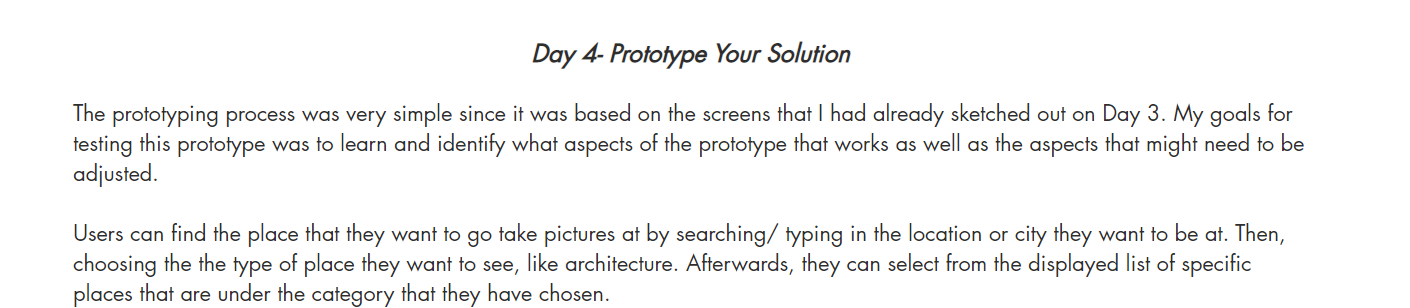 Day 4- Prototype Your Solution
The prototyping process was very simple since it was based on the screens that I had already sketched out on Day 3. My goals for
testing this prototype was to learn and identify what aspects of the prototype that works as well as the aspects that might need to be
adjusted.
Users can find the place that they want to go take pictures at by searching/ typing in the location or city they want to be at. Then,
choosing the the type of place they want to see, like architecture. Afterwards, they can select from the displayed list of specific
places that are under the category that they have chosen.